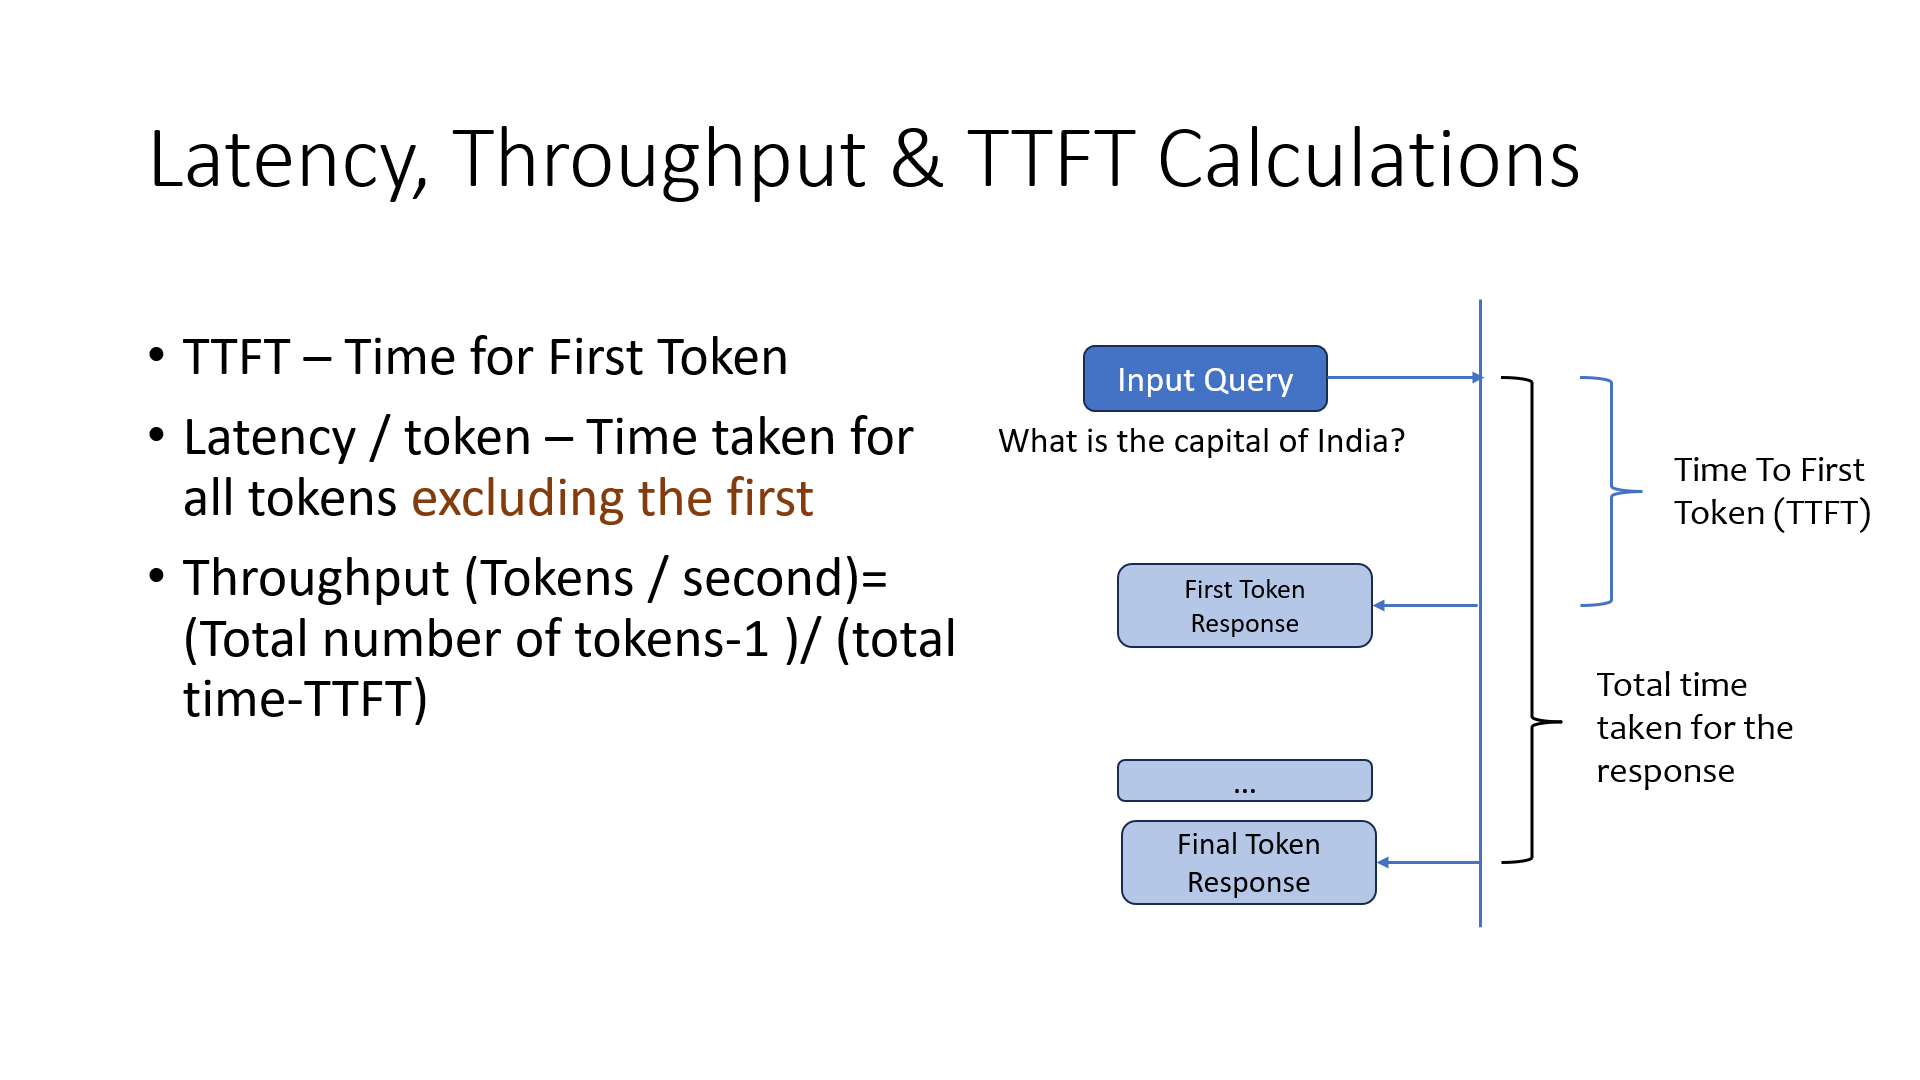 Latency, Throughput & TTFT Calculations
• TTFT – Time for First Token
• Latency / token – Time taken for
all tokens excluding the first
• Throughput (Tokens / second)=
(Total number of tokens-1 )/ (total
time-TTFT)
Input Query
What is the capital of India?
Time To First
Token (TTFT)
First Token
Response
Total time
taken for the
response
...
Final Token
Response